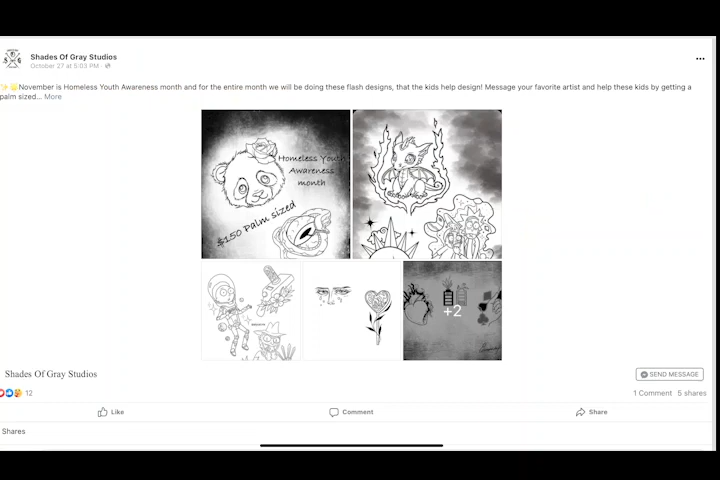 Shades Of Gray Studios
October 27 at 5:03 PM ·
✨🌟November is Homeless Youth Awareness month and for the entire month we will be doing these flash designs, that the kids help design! Message your favorite artist and help these kids by getting a
palm sized... More
Homeless Youth
Awareness
month
$150 Palm sized
+2
Shades Of Gray Studios
SEND MESSAGE
12
1 Comment 5 shares
Like
Comment
Share
Shares